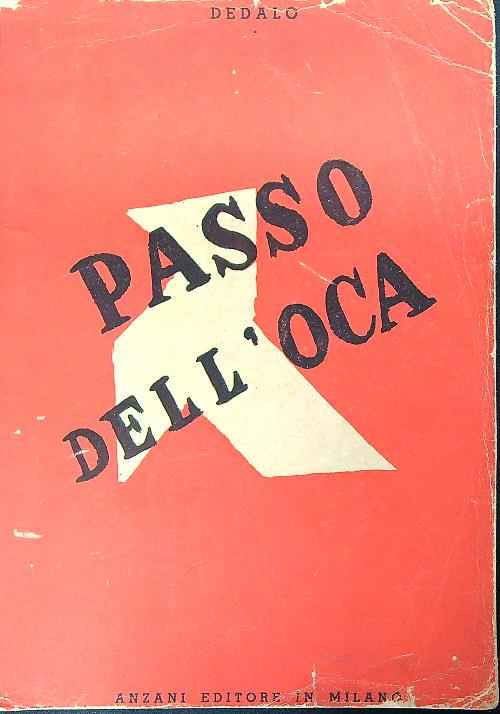 DEDALO
PASSO
DELL'OCA
ANZANI EDITORE IN MILANO